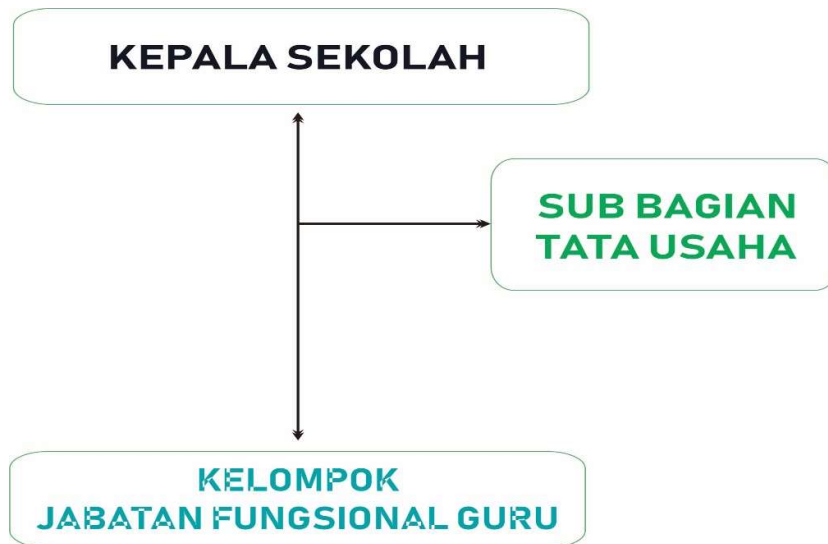 KEPALA SEKOLAH
SUB BAGIAN
TATA USAHA
KELOMPOK
JABATAN FUNGSIONAL GURU